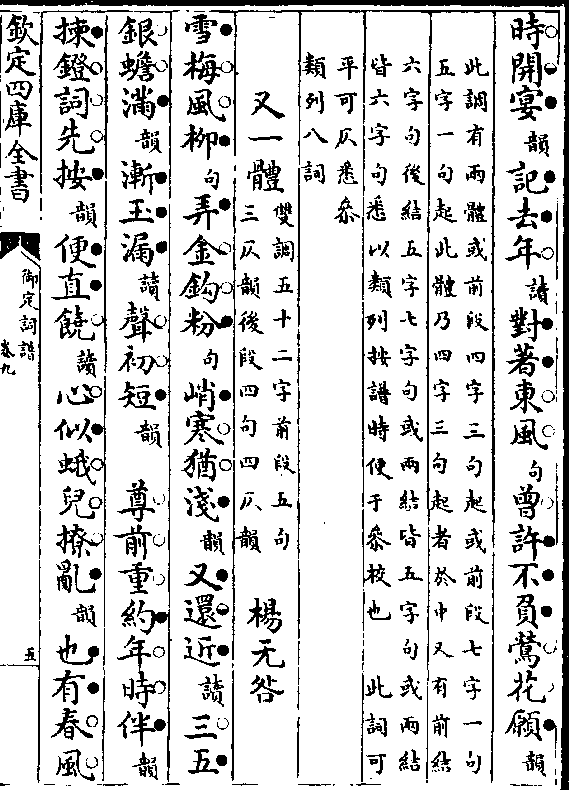 時開宴韻記去年讀對著東風句曾許不負鶯花願韻
此調有兩體或前段四字三句起或前段七字一句
五字一句起此體乃四字三句起者於中又有前結
六字句後結五字七字句或兩結皆五字句或兩結
皆六字句悉以類列按譜時便于叅校也　此詞可
平可仄悉叅
類列八詞
又一體
雙調五十二字前段五句
三仄韻後段四句四仄韻
楊无咎
雪梅風柳句弄金鈎粉句峭寒猶淺韻又還近讀三五
銀蟾滿韻漸玉漏讀聲初短韻　尊前重約年時伴韻
揀鐙詞先按韻便直饒讀心似蛾兒撩亂韻也有春風
欽定四庫全書
御定詞譜
卷九
五